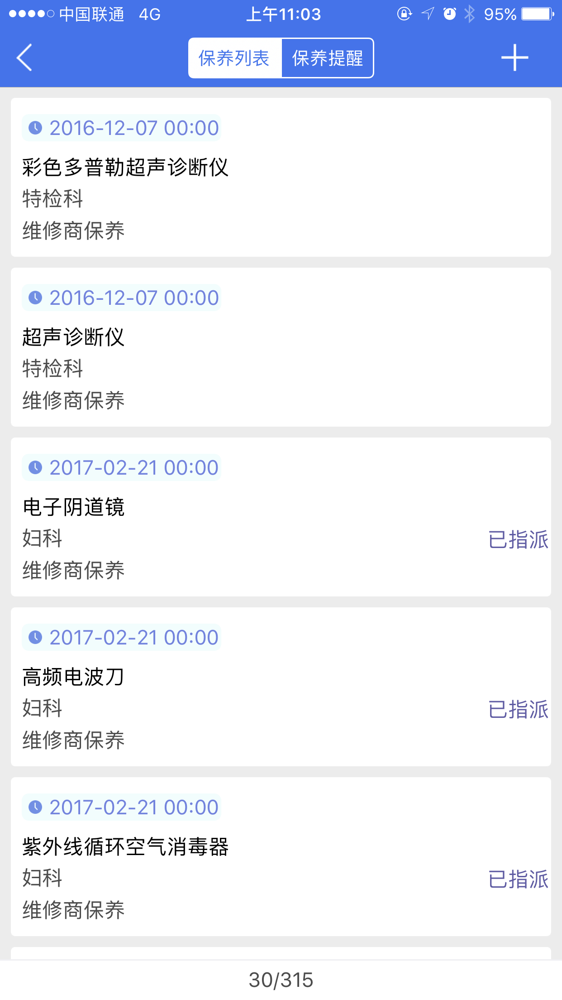 中国联通 4G 上午11:03 95%
保养列表 保养提醒
2016-12-07 00:00
彩色多普勒超声诊断仪
特检科
维修商保养
2016-12-07 00:00
超声诊断仪
特检科
维修商保养
2017-02-21 00:00
电子阴道镜
妇科 已指派
维修商保养
2017-02-21 00:00
高频电波刀
妇科 已指派
维修商保养
2017-02-21 00:00
紫外线循环空气消毒器
妇科 已指派
维修商保养
30/315